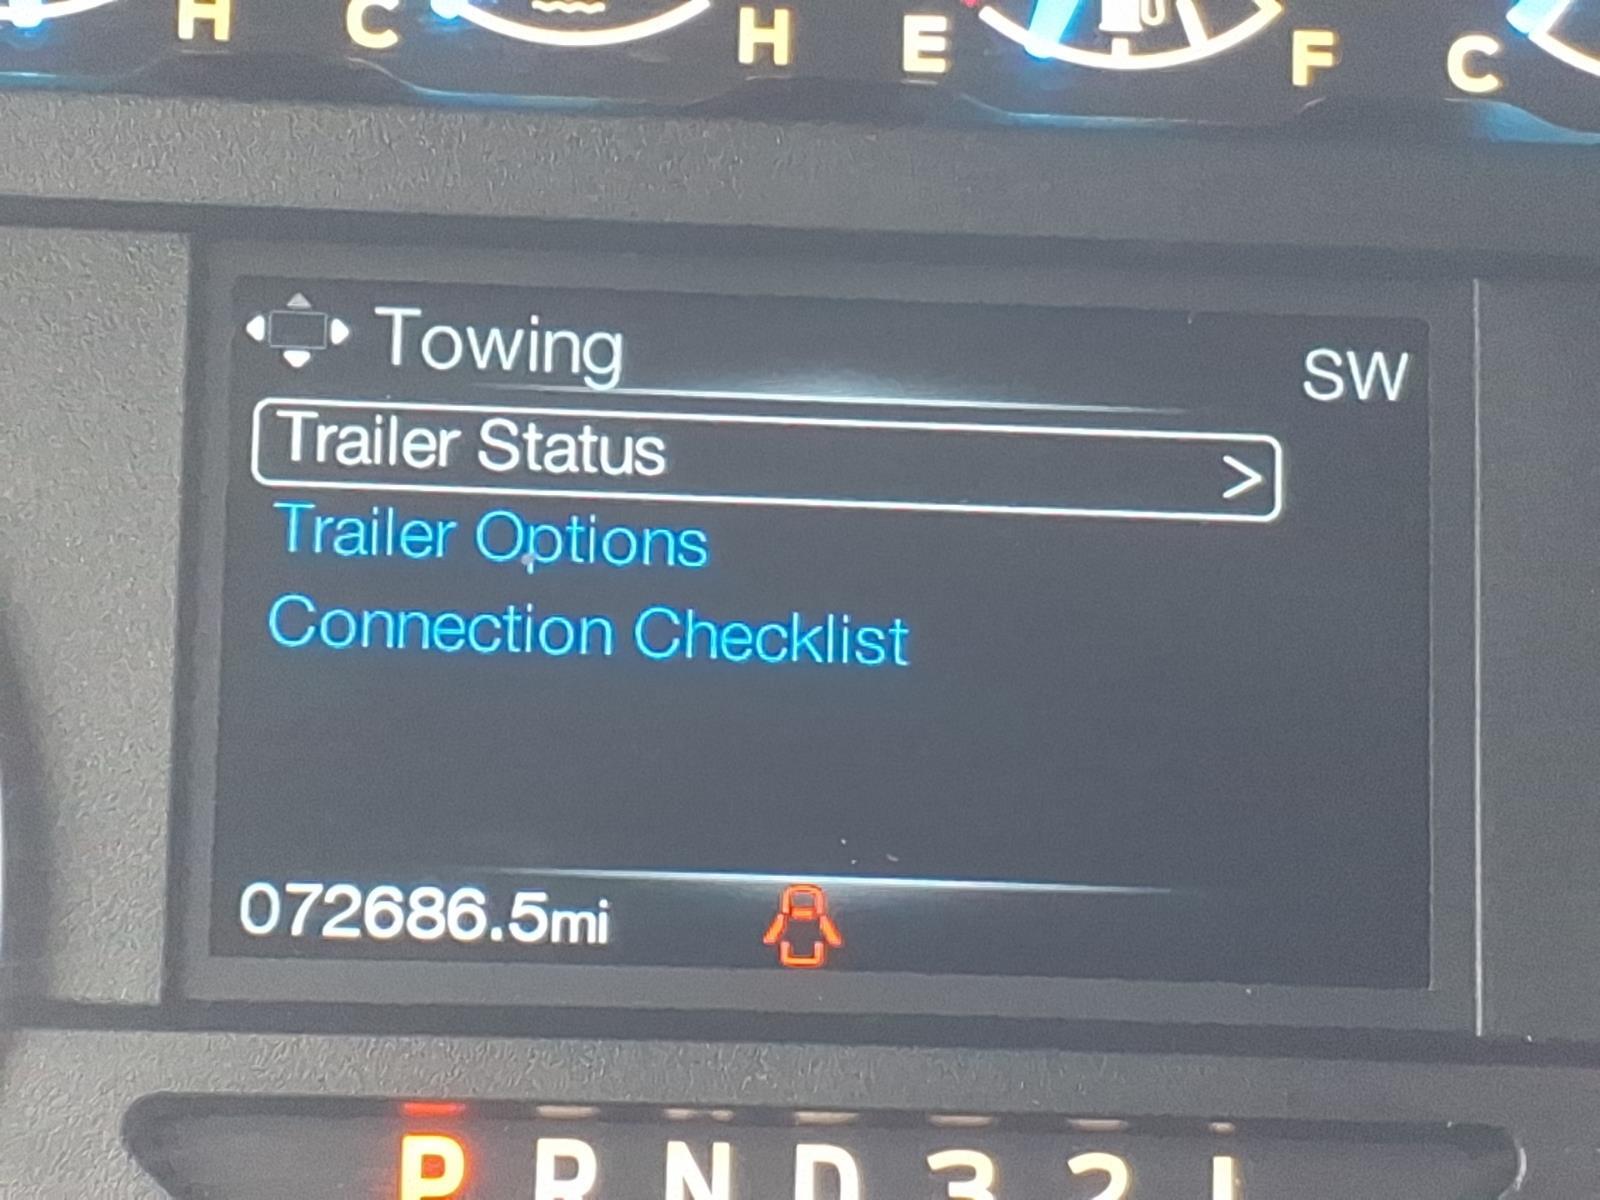 H C H E F C
Towing
SW
Trailer Status >
Trailer Options
Connection Checklist
072686.5mi
P R N D 3 2 1